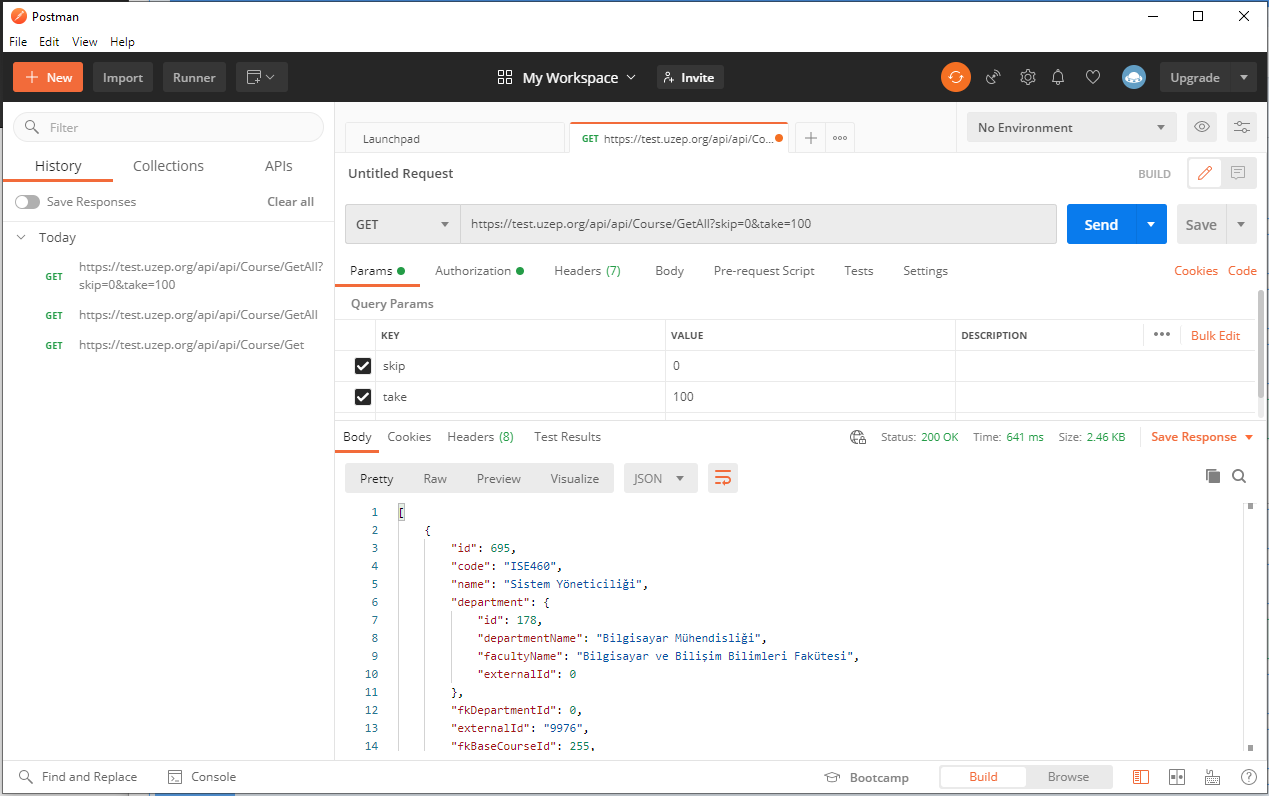 Postman
File Edit View Help
New Import Runner My Workspace Invite Upgrade
Filter
History Collections APIs
Save Responses Clear all
Today
GET https://test.uzep.org/api/api/Course/GetAll?
skip=0&take=100
GET https://test.uzep.org/api/api/Course/GetAll
GET https://test.uzep.org/api/api/Course/Get
Launchpad GET https://test.uzep.org/api/api/Co... No Environment
Untitled Request BUILD
GET https://test.uzep.org/api/api/Course/GetAll?skip=0&take=100 Send Save
Params Authorization Headers (7) Body Pre-request Script Tests Settings Cookies Code
Query Params
KEY VALUE DESCRIPTION Bulk Edit
skip 0
take 100
Body Cookies Headers (8) Test Results Status: 200 OK Time: 641 ms Size: 2.46 KB Save Response
Pretty Raw Preview Visualize JSON
1 [
2 {
3 "id": 695,
4 "code": "ISE460",
5 "name": "Sistem Yöneticiliği",
6 "department": {
7 "id": 178,
8 "departmentName": "Bilgisayar Mühendisliği",
9 "facultyName": "Bilgisayar ve Bilişim Bilimleri Fakütesi",
10 "externalId": 0
11 },
12 "fkDepartmentId": 0,
13 "externalId": "9976",
14 "fkBaseCourseId": 255,
Find and Replace Console Bootcamp Build Browse